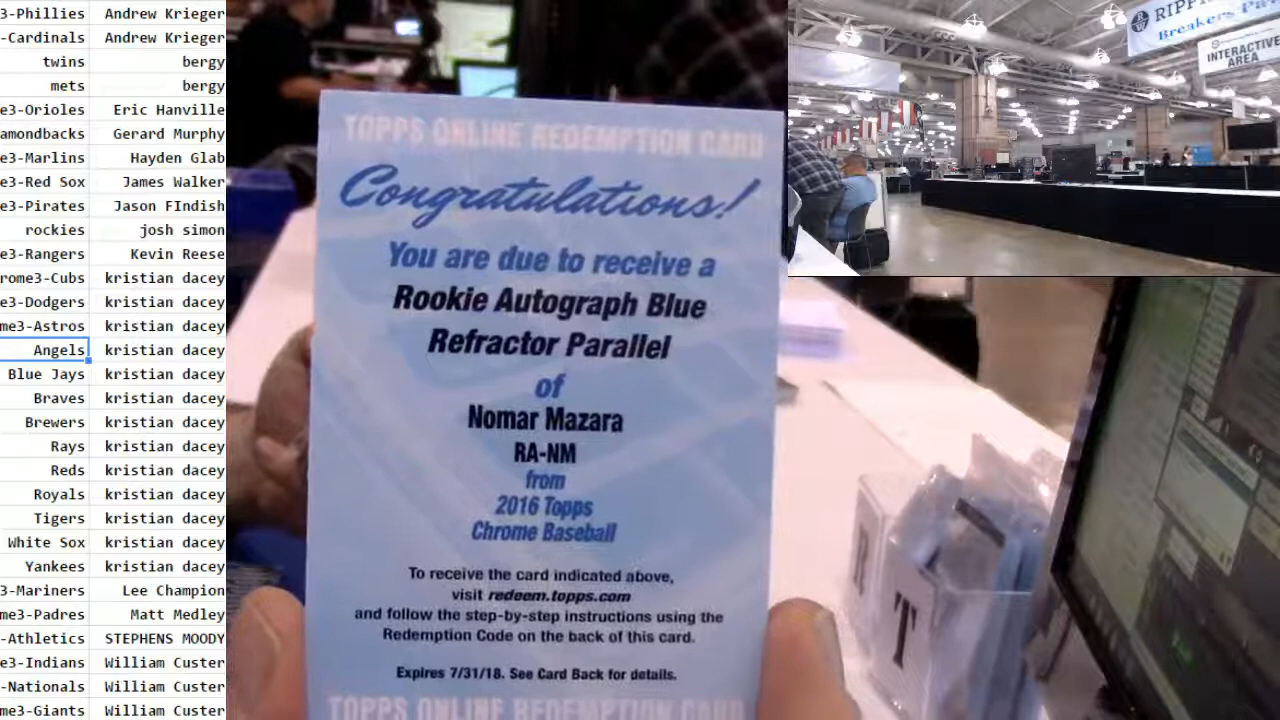 3-Phillies Andrew Krieger
-Cardinals Andrew Krieger
twins bergy
mets bergy
e3-Orioles Eric Hanville
amondbacks Gerard Murphy
e3-Marlins Hayden Glab
e3-Red Sox James Walker
e3-Pirates Jason FIndish
rockies josh simon
e3-Rangers Kevin Reese
rome3-Cubs kristian dacey
e3-Dodgers kristian dacey
me3-Astros kristian dacey
Angels kristian dacey
Blue Jays kristian dacey
Braves kristian dacey
Brewers kristian dacey
Rays kristian dacey
Reds kristian dacey
Royals kristian dacey
Tigers kristian dacey
White Sox kristian dacey
Yankees kristian dacey
3-Mariners Lee Champion
me3-Padres Matt Medley
-Athletics STEPHENS MOODY
e3-Indians William Custer
-Nationals William Custer
me3-Giants William Custer
TOPPS ONLINE REDEMPTION CARD
Congratulations!
You are due to receive a
Rookie Autograph Blue
Refractor Parallel
of
Nomar Mazara
RA-NM
from
2016 Topps
Chrome Baseball
To receive the card indicated above,
visit redeem.topps.com
and follow the step-by-step instructions using the
Redemption Code on the back of this card.
Expires 7/31/18. See Card Back for details.
TOPPS ONLINE REDEMPTION CARD
RW
RIPPI
Breakers Pa
INTERACTIVE
AREA
R
T